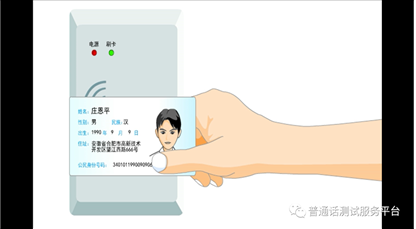 电源 刷卡
姓名：庄恩平
性别：男 民族：汉
出生：1990 年 9 月 9 日
住址：安徽省合肥市高新技术
开发区望江西路666号
公民身份号码：3401011990090906
普通话测试服务平台